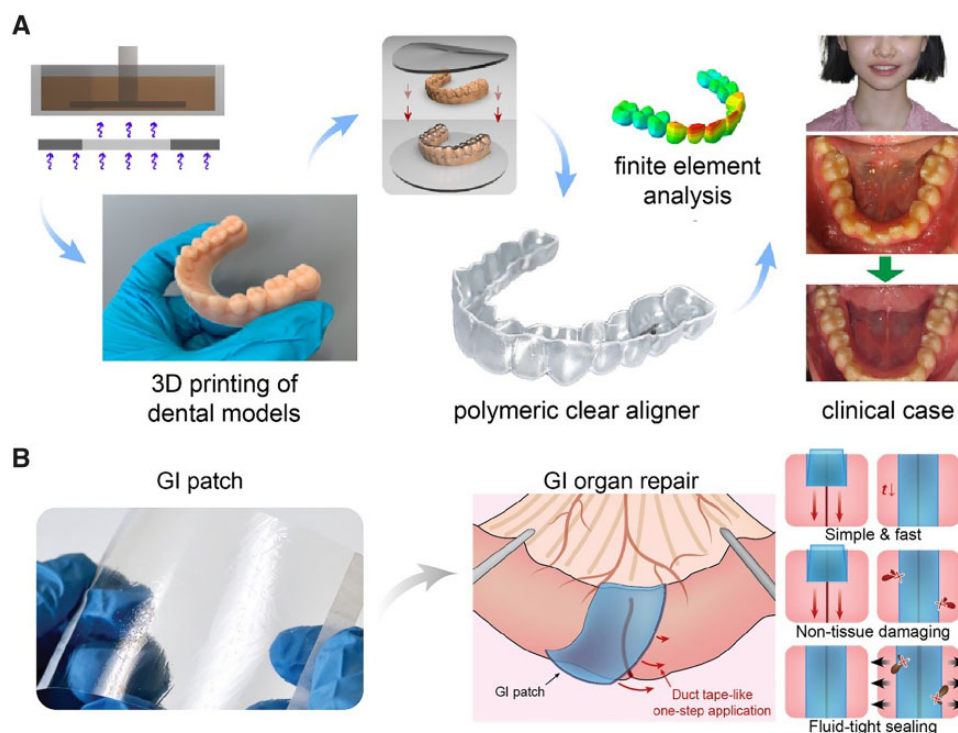 A
3D printing of
dental models
finite element
analysis
polymeric clear aligner
clinical case
B
GI patch
GI organ repair
GI patch
Duct tape-like
one-step application
t↓
Simple & fast
Non-tissue damaging
Fluid-tight sealing